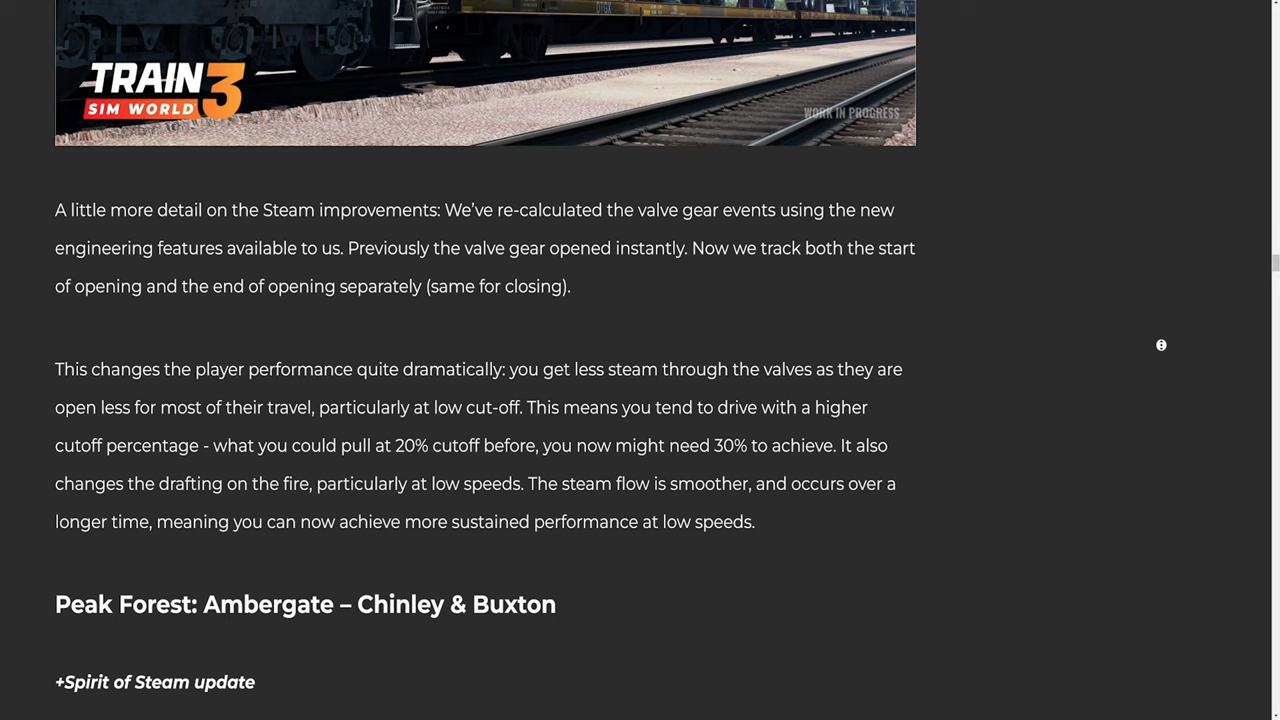 TRAIN 3
SIM WORLD
WORK IN PROGRESS
A little more detail on the Steam improvements: We’ve re-calculated the valve gear events using the new
engineering features available to us. Previously the valve gear opened instantly. Now we track both the start
of opening and the end of opening separately (same for closing).
This changes the player performance quite dramatically: you get less steam through the valves as they are
open less for most of their travel, particularly at low cut-off. This means you tend to drive with a higher
cutoff percentage - what you could pull at 20% cutoff before, you now might need 30% to achieve. It also
changes the drafting on the fire, particularly at low speeds. The steam flow is smoother, and occurs over a
longer time, meaning you can now achieve more sustained performance at low speeds.
Peak Forest: Ambergate – Chinley & Buxton
+Spirit of Steam update